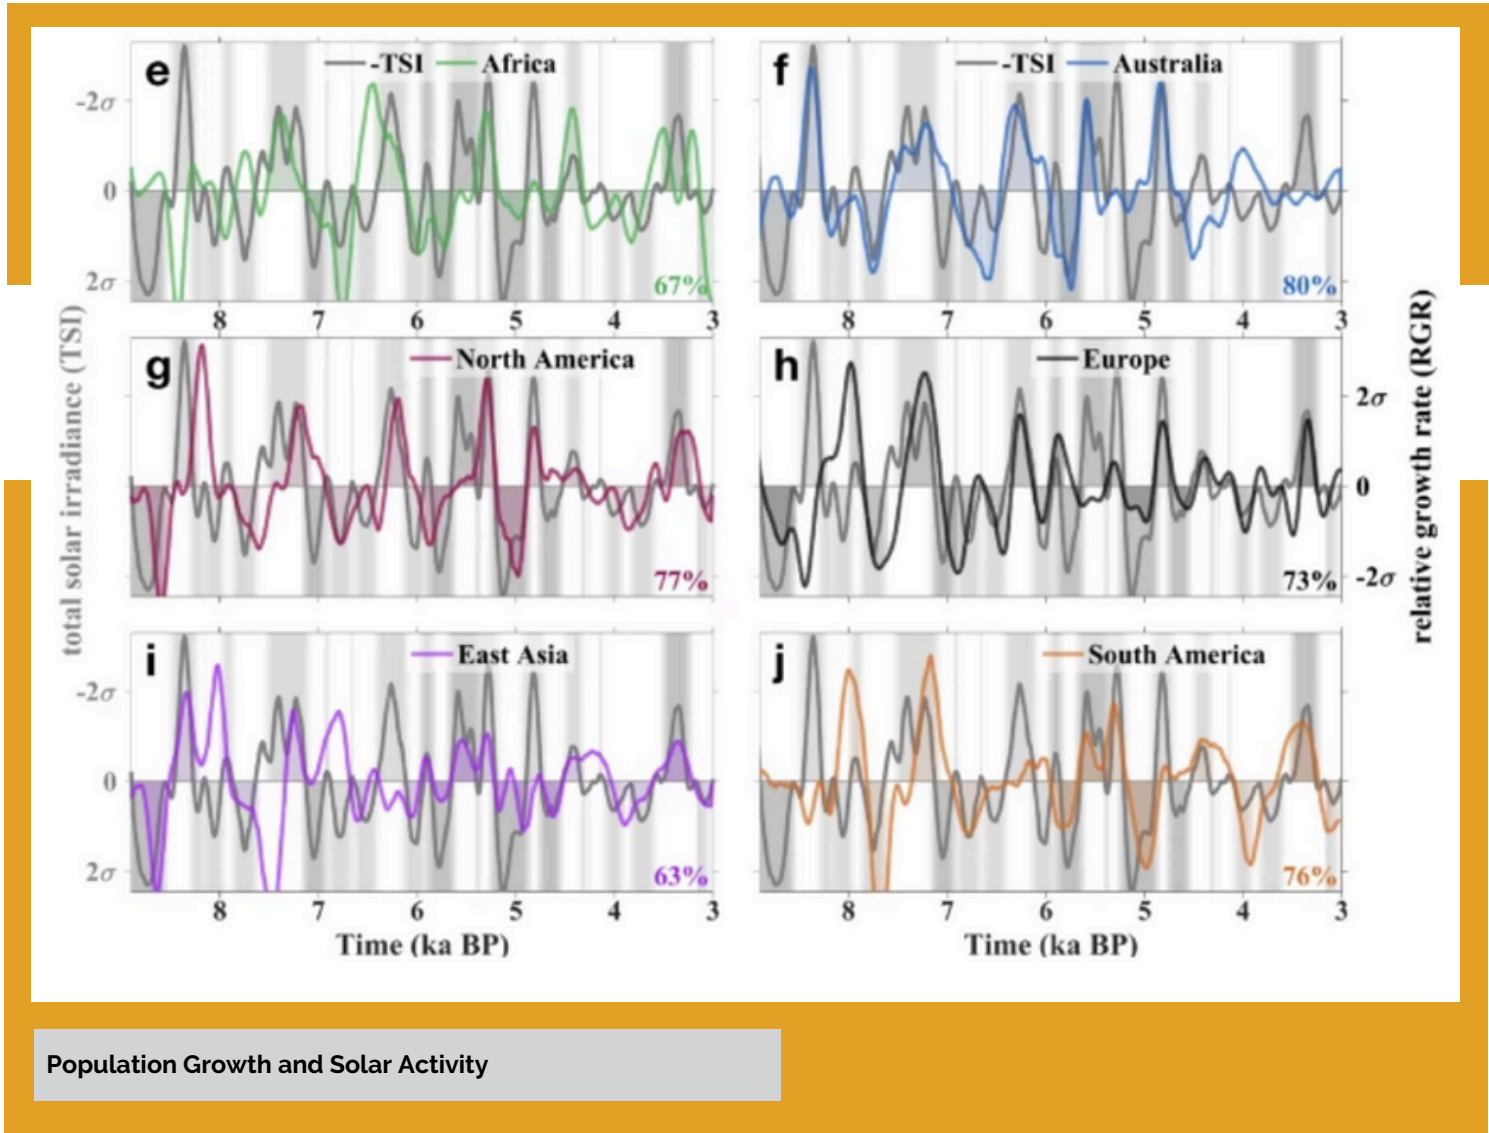 e
-TSI
Africa
-2σ
0
2σ
67%
8 7 6 5 4 3
f
-TSI
Australia
80%
8 7 6 5 4 3
total solar irradiance (TSI)
g
North America
77%
h
Europe
2σ
0
-2σ
73%
relative growth rate (RGR)
i
East Asia
-2σ
0
2σ
63%
8 7 6 5 4 3
Time (ka BP)
j
South America
76%
8 7 6 5 4 3
Time (ka BP)
Population Growth and Solar Activity